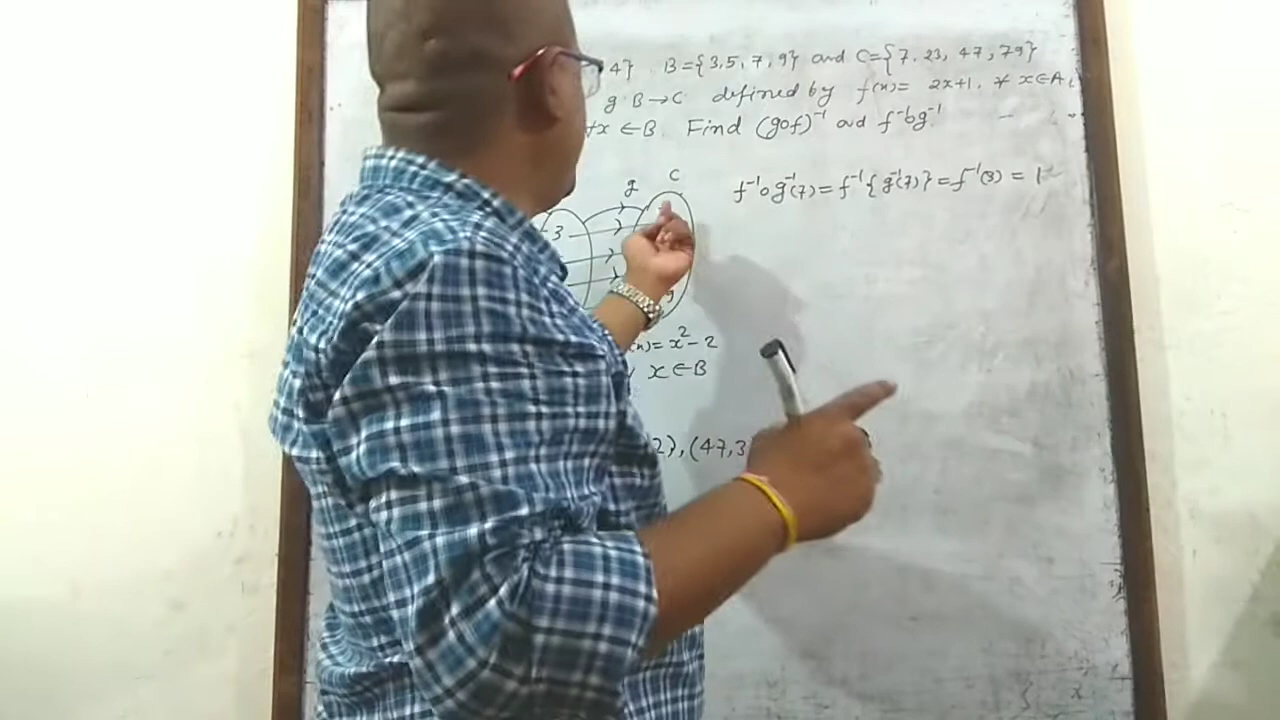 4} B={3,5,7,9} and C={7,23,47,79}
g B→C defined by f(x)= 2x+1, ∀ x∈A,
∀x ∈B. Find (gof)⁻¹ and f⁻¹og⁻¹
f⁻¹og⁻¹(7)=f⁻¹{g⁻¹(7)}=f⁻¹(3)=1
g C
3
(x)=x²-2
x∈B
2),(47,3